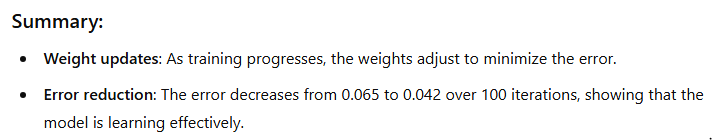 Summary:
• Weight updates: As training progresses, the weights adjust to minimize the error.
• Error reduction: The error decreases from 0.065 to 0.042 over 100 iterations, showing that the
model is learning effectively.